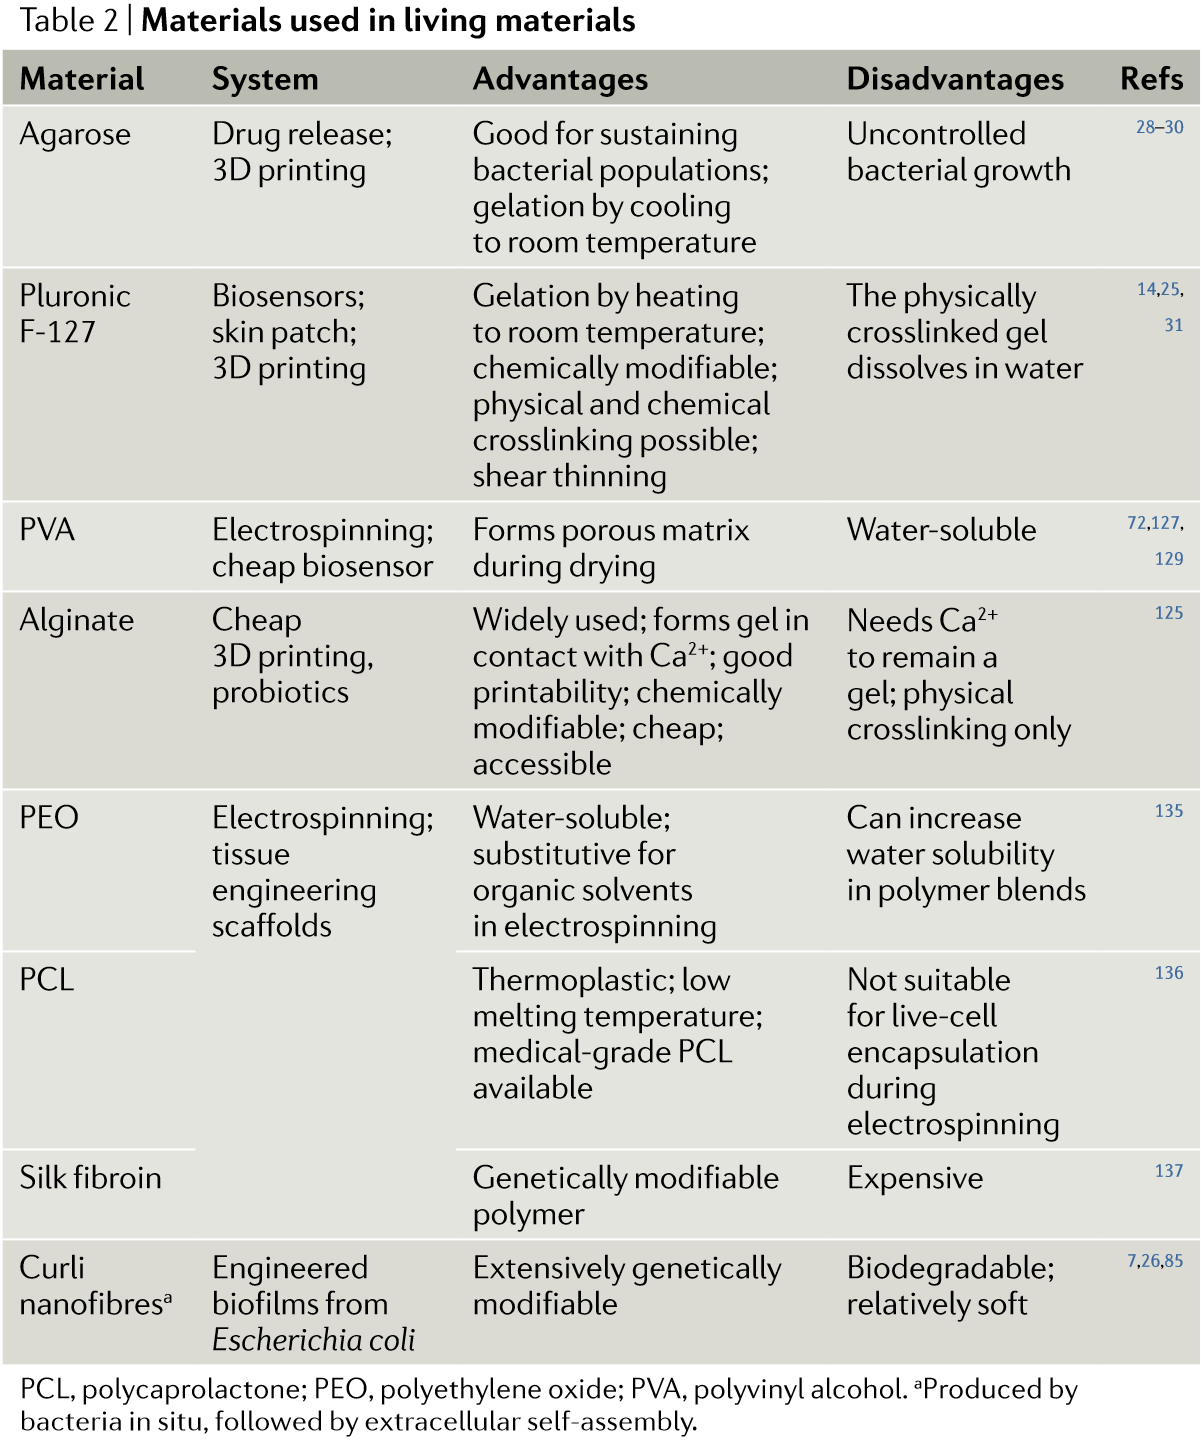 Table 2 | Materials used in living materials
Material System Advantages Disadvantages Refs
Agarose
Drug release;
3D printing
Good for sustaining
bacterial populations;
gelation by cooling
to room temperature
Uncontrolled
bacterial growth
28–30
Pluronic
F-127
Biosensors;
skin patch;
3D printing
Gelation by heating
to room temperature;
chemically modifiable;
physical and chemical
crosslinking possible;
shear thinning
The physically
crosslinked gel
dissolves in water
14,25,
31
PVA
Electrospinning;
cheap biosensor
Forms porous matrix
during drying
Water-soluble
72,127,
129
Alginate
Cheap
3D printing,
probiotics
Widely used; forms gel in
contact with Ca²⁺; good
printability; chemically
modifiable; cheap;
accessible
Needs Ca²⁺
to remain a
gel; physical
crosslinking only
125
PEO
Electrospinning;
tissue
engineering
scaffolds
Water-soluble;
substitutive for
organic solvents
in electrospinning
Can increase
water solubility
in polymer blends
135
PCL
Thermoplastic; low
melting temperature;
medical-grade PCL
available
Not suitable
for live-cell
encapsulation
during
electrospinning
136
Silk fibroin
Genetically modifiable
polymer
Expensive
137
Curli
nanofibresᵃ
Engineered
biofilms from
Escherichia coli
Extensively genetically
modifiable
Biodegradable;
relatively soft
7,26,85
PCL, polycaprolactone; PEO, polyethylene oxide; PVA, polyvinyl alcohol. ᵃProduced by
bacteria in situ, followed by extracellular self-assembly.